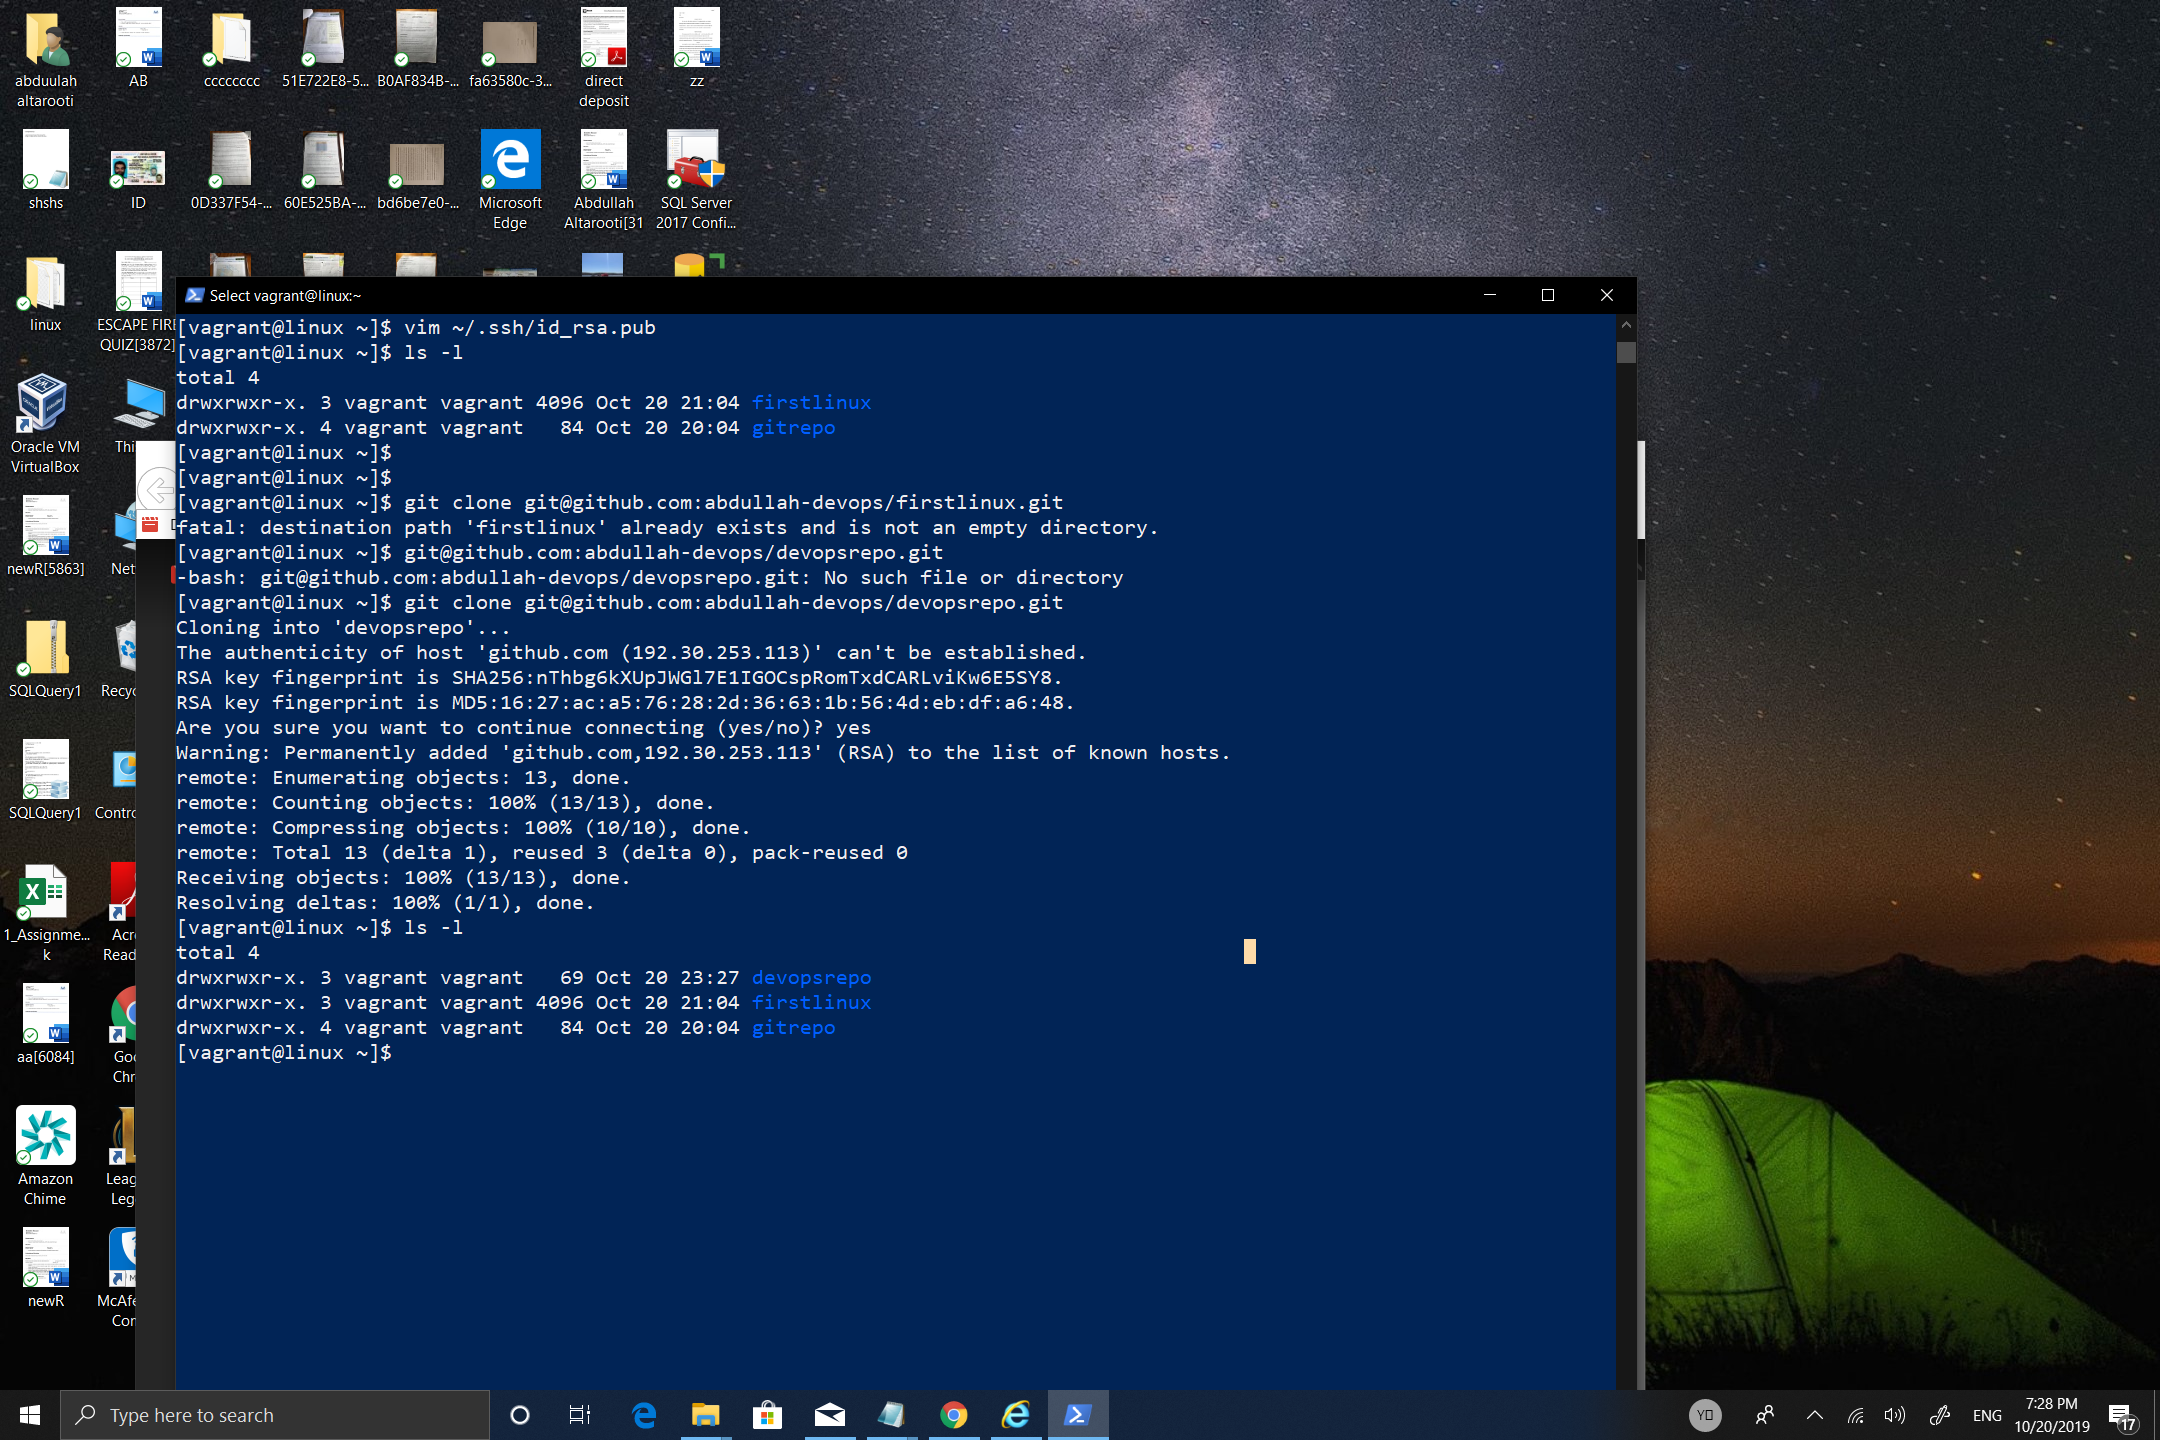 abduulah
altarooti
AB
cccccccc
51E722E8-5...
B0AF834B-...
fa63580c-3...
direct
deposit
zz
shshs
ID
0D337F54-...
60E525BA-...
bd6be7e0-...
Microsoft
Edge
Abdullah
Altarooti[31
SQL Server
2017 Confi...
linux
ESCAPE FIRE
QUIZ[3872]
Oracle VM
VirtualBox
Thi
newR[5863]
Net
SQLQuery1
Recyc
SQLQuery1
Contro
1_Assignme...
k
Acro
Read
aa[6084]
Goo
Chr
Amazon
Chime
Leag
Leg
newR
McAfe
Con
Select vagrant@linux:~
[vagrant@linux ~]$ vim ~/.ssh/id_rsa.pub
[vagrant@linux ~]$ ls -l
total 4
drwxrwxr-x. 3 vagrant vagrant 4096 Oct 20 21:04 firstlinux
drwxrwxr-x. 4 vagrant vagrant   84 Oct 20 20:04 gitrepo
[vagrant@linux ~]$
[vagrant@linux ~]$
[vagrant@linux ~]$ git clone git@github.com:abdullah-devops/firstlinux.git
fatal: destination path 'firstlinux' already exists and is not an empty directory.
[vagrant@linux ~]$ git@github.com:abdullah-devops/devopsrepo.git
-bash: git@github.com:abdullah-devops/devopsrepo.git: No such file or directory
[vagrant@linux ~]$ git clone git@github.com:abdullah-devops/devopsrepo.git
Cloning into 'devopsrepo'...
The authenticity of host 'github.com (192.30.253.113)' can't be established.
RSA key fingerprint is SHA256:nThbg6kXUpJWGl7E1IGOCspRomTxdCARLviKw6E5SY8.
RSA key fingerprint is MD5:16:27:ac:a5:76:28:2d:36:63:1b:56:4d:eb:df:a6:48.
Are you sure you want to continue connecting (yes/no)? yes
Warning: Permanently added 'github.com,192.30.253.113' (RSA) to the list of known hosts.
remote: Enumerating objects: 13, done.
remote: Counting objects: 100% (13/13), done.
remote: Compressing objects: 100% (10/10), done.
remote: Total 13 (delta 1), reused 3 (delta 0), pack-reused 0
Receiving objects: 100% (13/13), done.
Resolving deltas: 100% (1/1), done.
[vagrant@linux ~]$ ls -l
total 4
drwxrwxr-x. 3 vagrant vagrant   69 Oct 20 23:27 devopsrepo
drwxrwxr-x. 3 vagrant vagrant 4096 Oct 20 21:04 firstlinux
drwxrwxr-x. 4 vagrant vagrant   84 Oct 20 20:04 gitrepo
[vagrant@linux ~]$
Type here to search
ENG
7:28 PM
10/20/2019
17